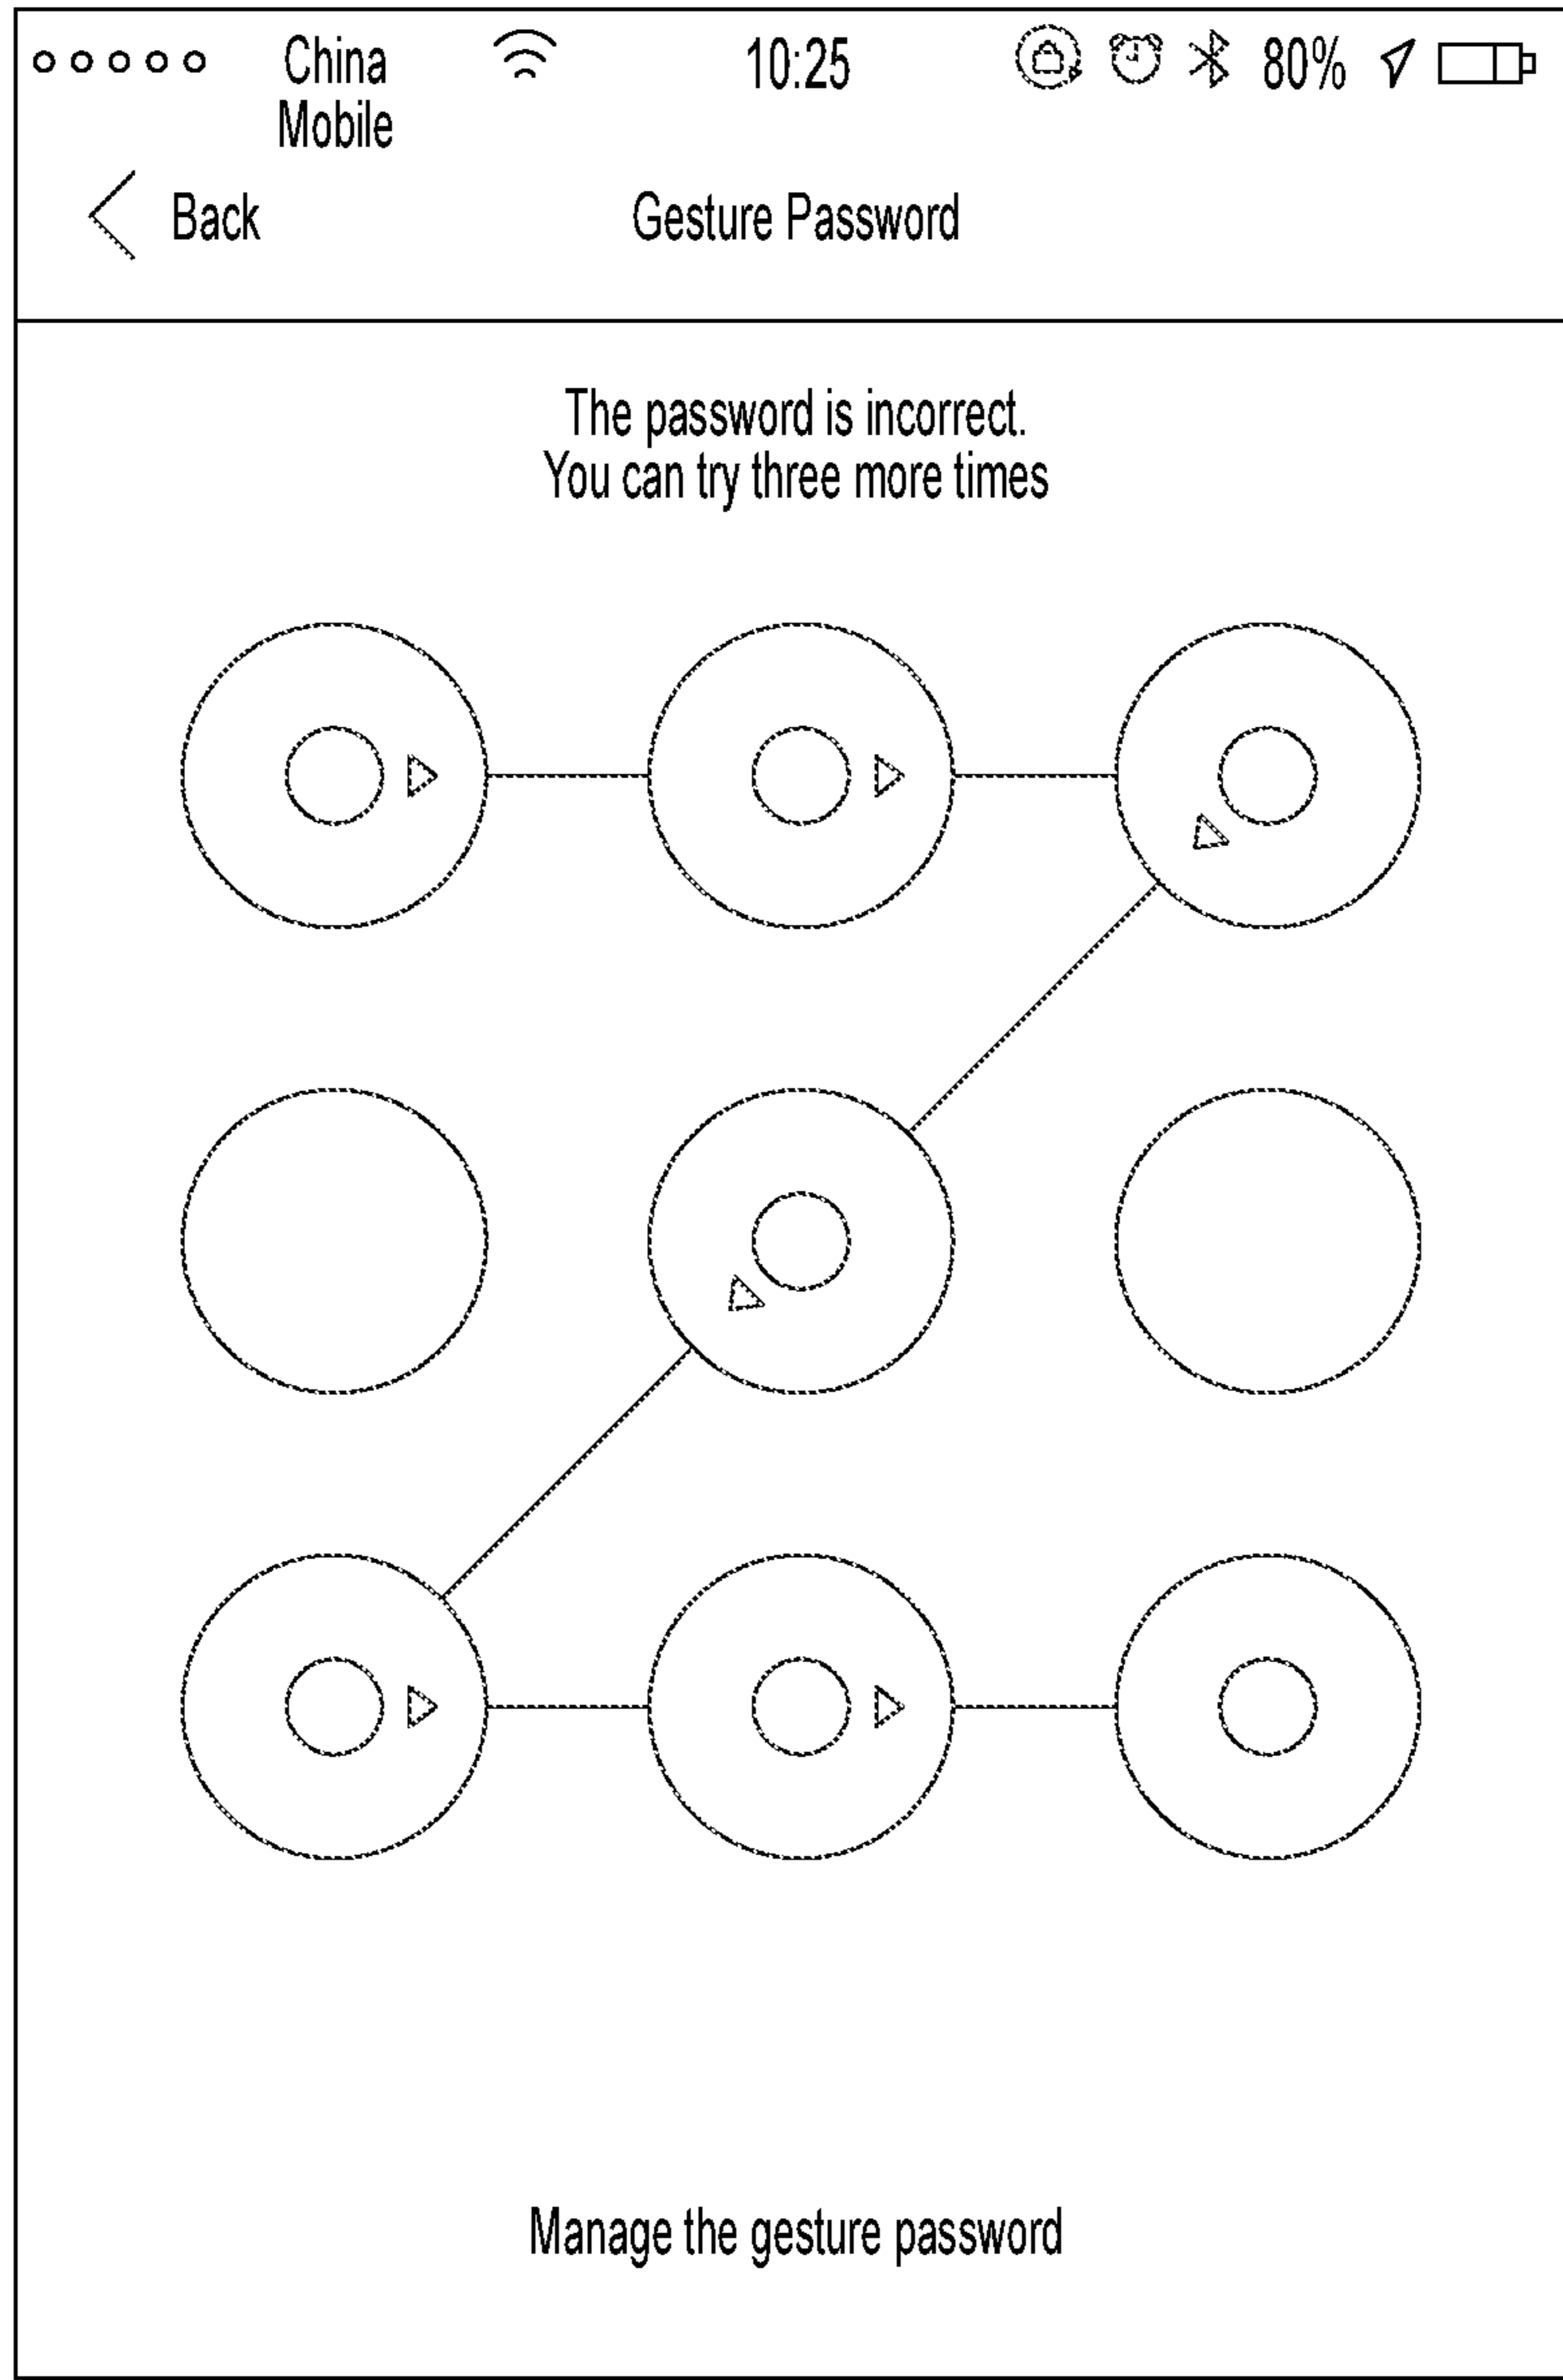 China 10:25 80%
Mobile
Back Gesture Password
The password is incorrect.
You can try three more times
Manage the gesture password